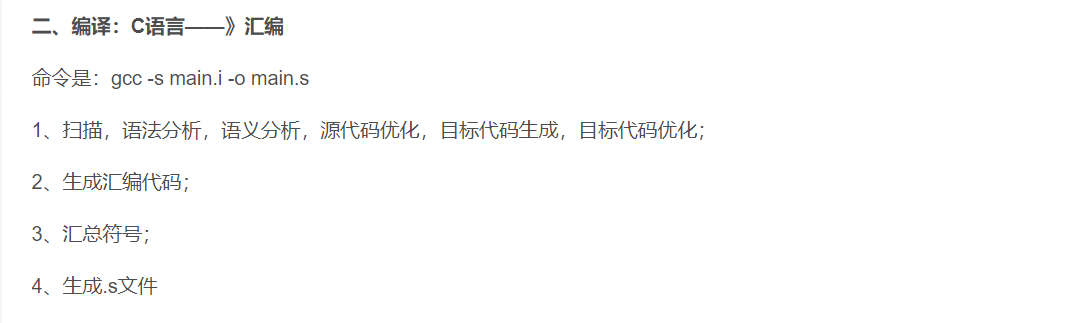 二、编译：C语言——》汇编
命令是：gcc -s main.i -o main.s
1、扫描，语法分析，语义分析，源代码优化，目标代码生成，目标代码优化；
2、生成汇编代码；
3、汇总符号；
4、生成.s文件